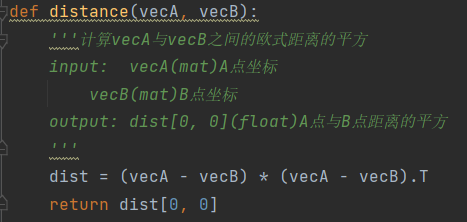 def distance(vecA, vecB):
    '''计算vecA与vecB之间的欧式距离的平方
    input:  vecA(mat)A点坐标
        vecB(mat)B点坐标
    output: dist[0, 0](float)A点与B点距离的平方
    '''
    dist = (vecA - vecB) * (vecA - vecB).T
    return dist[0, 0]